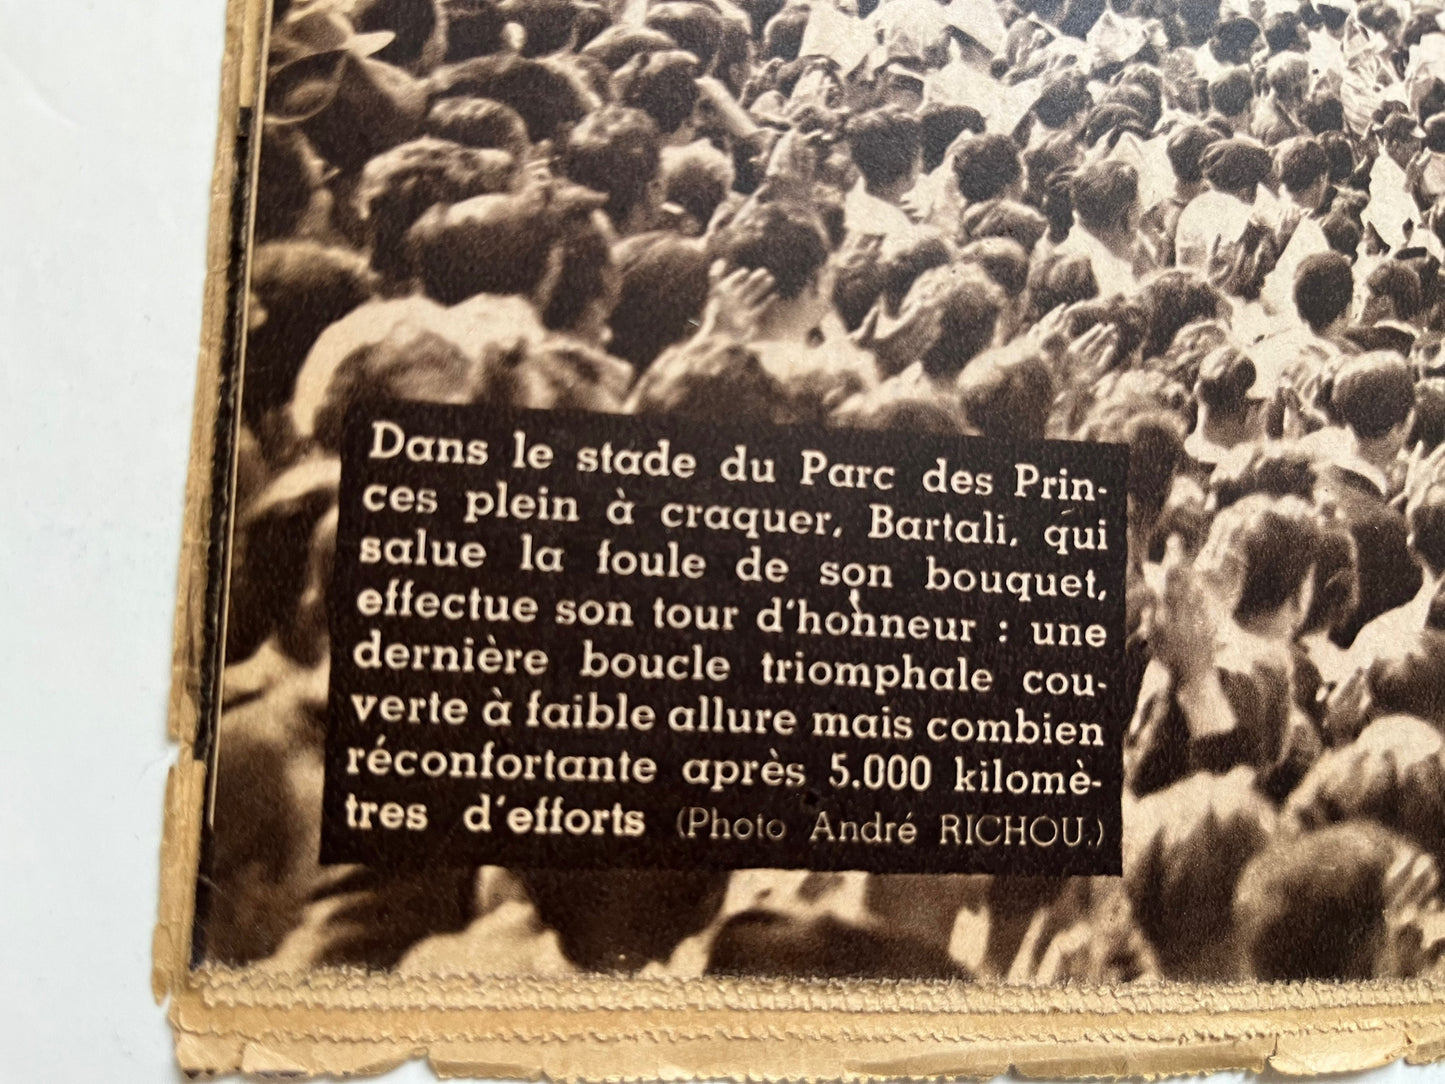 Dans le stade du Parc des Prin-
ces plein à craquer, Bartali, qui
salue la foule de son bouquet,
effectue son tour d'honneur : une
dernière boucle triomphale cou-
verte à faible allure mais combien
réconfortante après 5.000 kilomè-
tres d'efforts (Photo André RICHOU.)